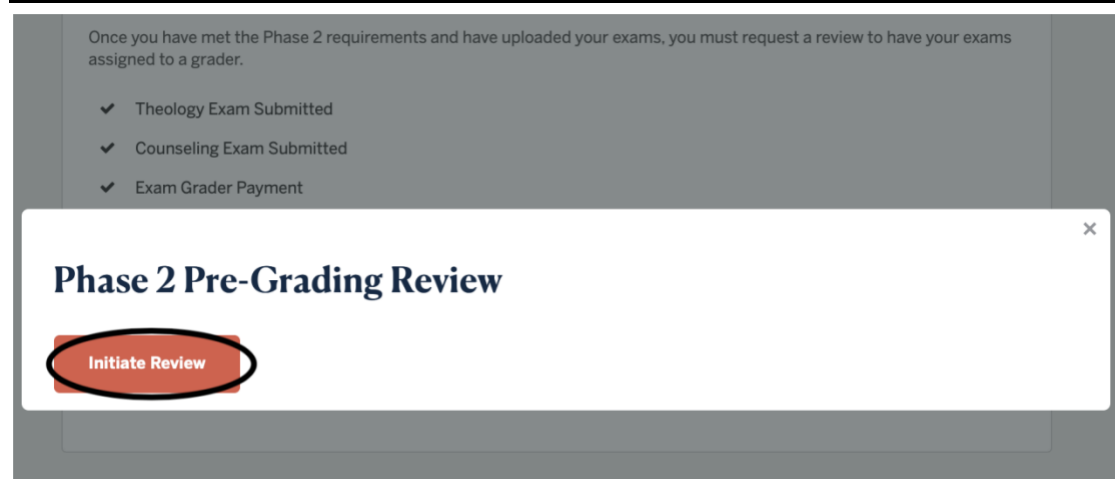 Once you have met the Phase 2 requirements and have uploaded your exams, you must request a review to have your exams
assigned to a grader.
Theology Exam Submitted
Counseling Exam Submitted
Exam Grader Payment
Phase 2 Pre-Grading Review
Initiate Review